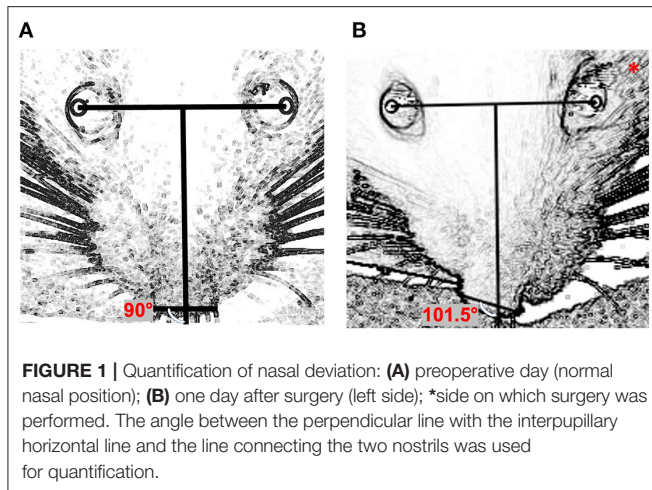 A
B
*
90°
101.5°
FIGURE 1 | Quantification of nasal deviation: (A) preoperative day (normal
nasal position); (B) one day after surgery (left side); *side on which surgery was
performed. The angle between the perpendicular line with the interpupillary
horizontal line and the line connecting the two nostrils was used
for quantification.